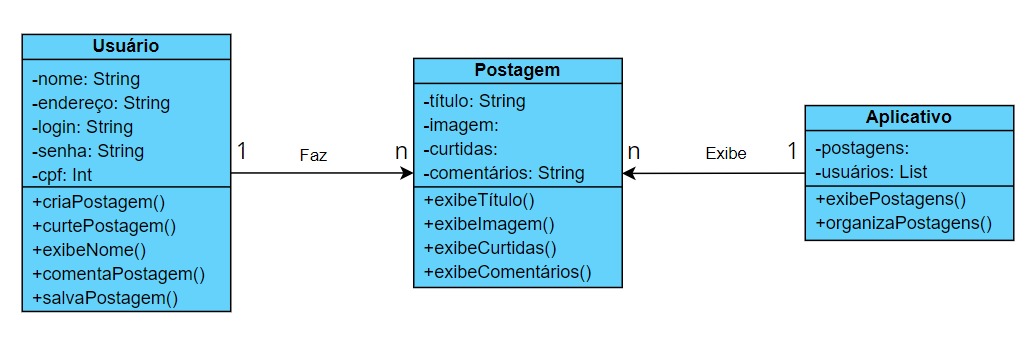 Usuário
-nome: String
-endereço: String
-login: String
-senha: String
-cpf: Int
+criaPostagem()
+curtePostagem()
+exibeNome()
+comentaPostagem()
+salvaPostagem()
1
Faz
n
Postagem
-título: String
-imagem:
-curtidas:
-comentários: String
+exibeTítulo()
+exibeImagem()
+exibeCurtidas()
+exibeComentários()
n
Exibe
1
Aplicativo
-postagens:
-usuários: List
+exibePostagens()
+organizaPostagens()